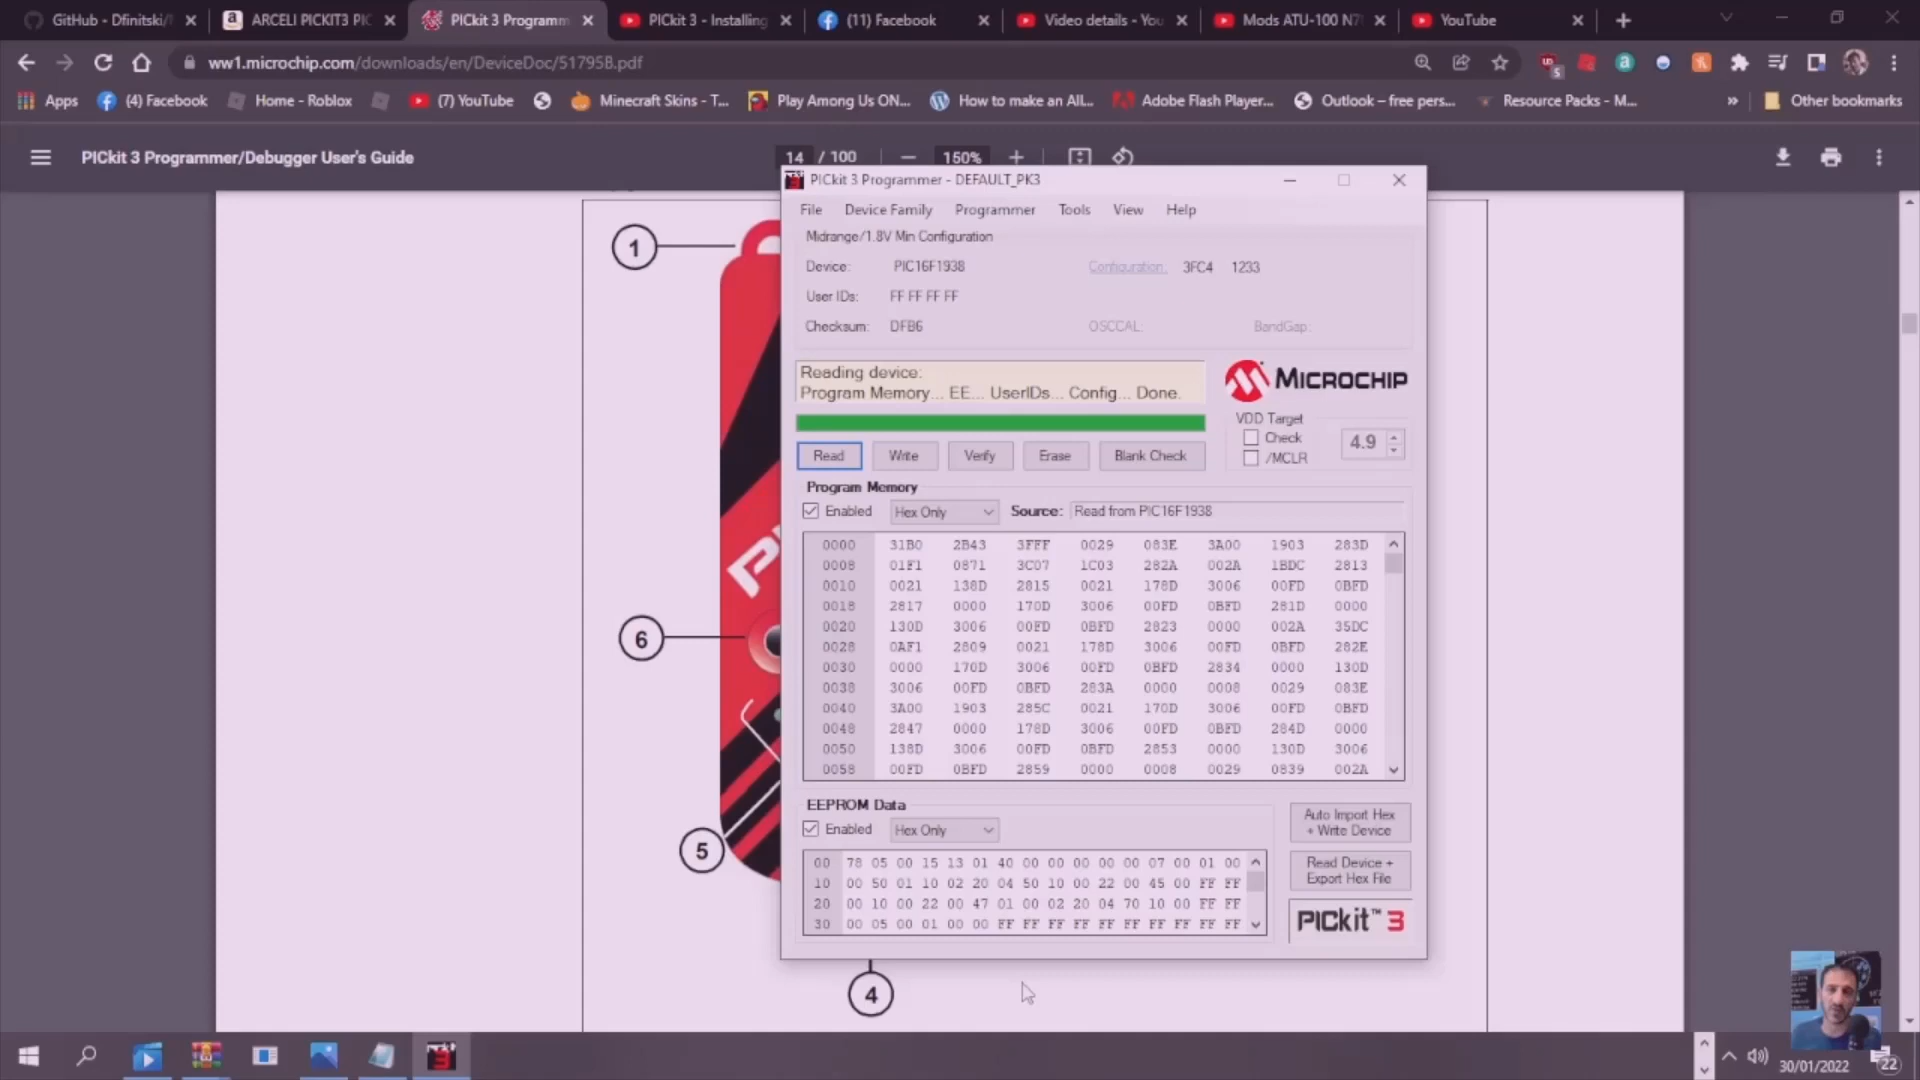 GitHub - Dfinitski/
ARCELI PICKIT3 PIC
PICkit 3 Programm
PICkit 3 - Installing
(11) Facebook
Video details - You
Mods ATU-100 N7
YouTube
ww1.microchip.com/downloads/en/DeviceDoc/51795B.pdf
Apps
(4) Facebook
Home - Roblox
(7) YouTube
Minecraft Skins - T...
Play Among Us ON...
How to make an All...
Adobe Flash Player...
Outlook – free pers...
Resource Packs - M...
»
Other bookmarks
PICkit 3 Programmer/Debugger User's Guide
14 / 100
150%
PICkit 3 Programmer - DEFAULT_PK3
File Device Family Programmer Tools View Help
Midrange/1.8V Min Configuration
Device: PIC16F1938 Configuration: 3FC4 1233
User IDs: FF FF FF FF
Checksum: DFB6 OSCCAL: BandGap:
Reading device:
Program Memory... EE... UserIDs... Config... Done.
MICROCHIP
VDD Target
Check
/MCLR
4.9
Read Write Verify Erase Blank Check
Program Memory
Enabled Hex Only Source: Read from PIC16F1938
0000 31B0 2B43 3FFF 0029 083E 3A00 1903 283D
0008 01F1 0871 3C07 1C03 282A 002A 1BDC 2813
0010 0021 138D 2815 0021 178D 3006 00FD 0BFD
0018 2817 0000 170D 3006 00FD 0BFD 281D 0000
0020 130D 3006 00FD 0BFD 2823 0000 002A 35DC
0028 0AF1 2809 0021 178D 3006 00FD 0BFD 282E
0030 0000 170D 3006 00FD 0BFD 2834 0000 130D
0038 3006 00FD 0BFD 283A 0000 0008 0029 083E
0040 3A00 1903 285C 0021 170D 3006 00FD 0BFD
0048 2847 0000 178D 3006 00FD 0BFD 284D 0000
0050 138D 3006 00FD 0BFD 2853 0000 130D 3006
0058 00FD 0BFD 2859 0000 0008 0029 0839 002A
EEPROM Data
Enabled Hex Only
00 78 05 00 15 13 01 40 00 00 00 00 00 07 00 01 00
10 00 50 01 10 02 20 04 50 10 00 22 00 45 00 FF FF
20 00 10 00 22 00 47 01 00 02 20 04 70 10 00 FF FF
30 00 05 00 01 00 00 FF FF FF FF FF FF FF FF FF FF
Auto Import Hex
+ Write Device
Read Device +
Export Hex File
PICkit™ 3
1
6
5
4
30/01/2022
22